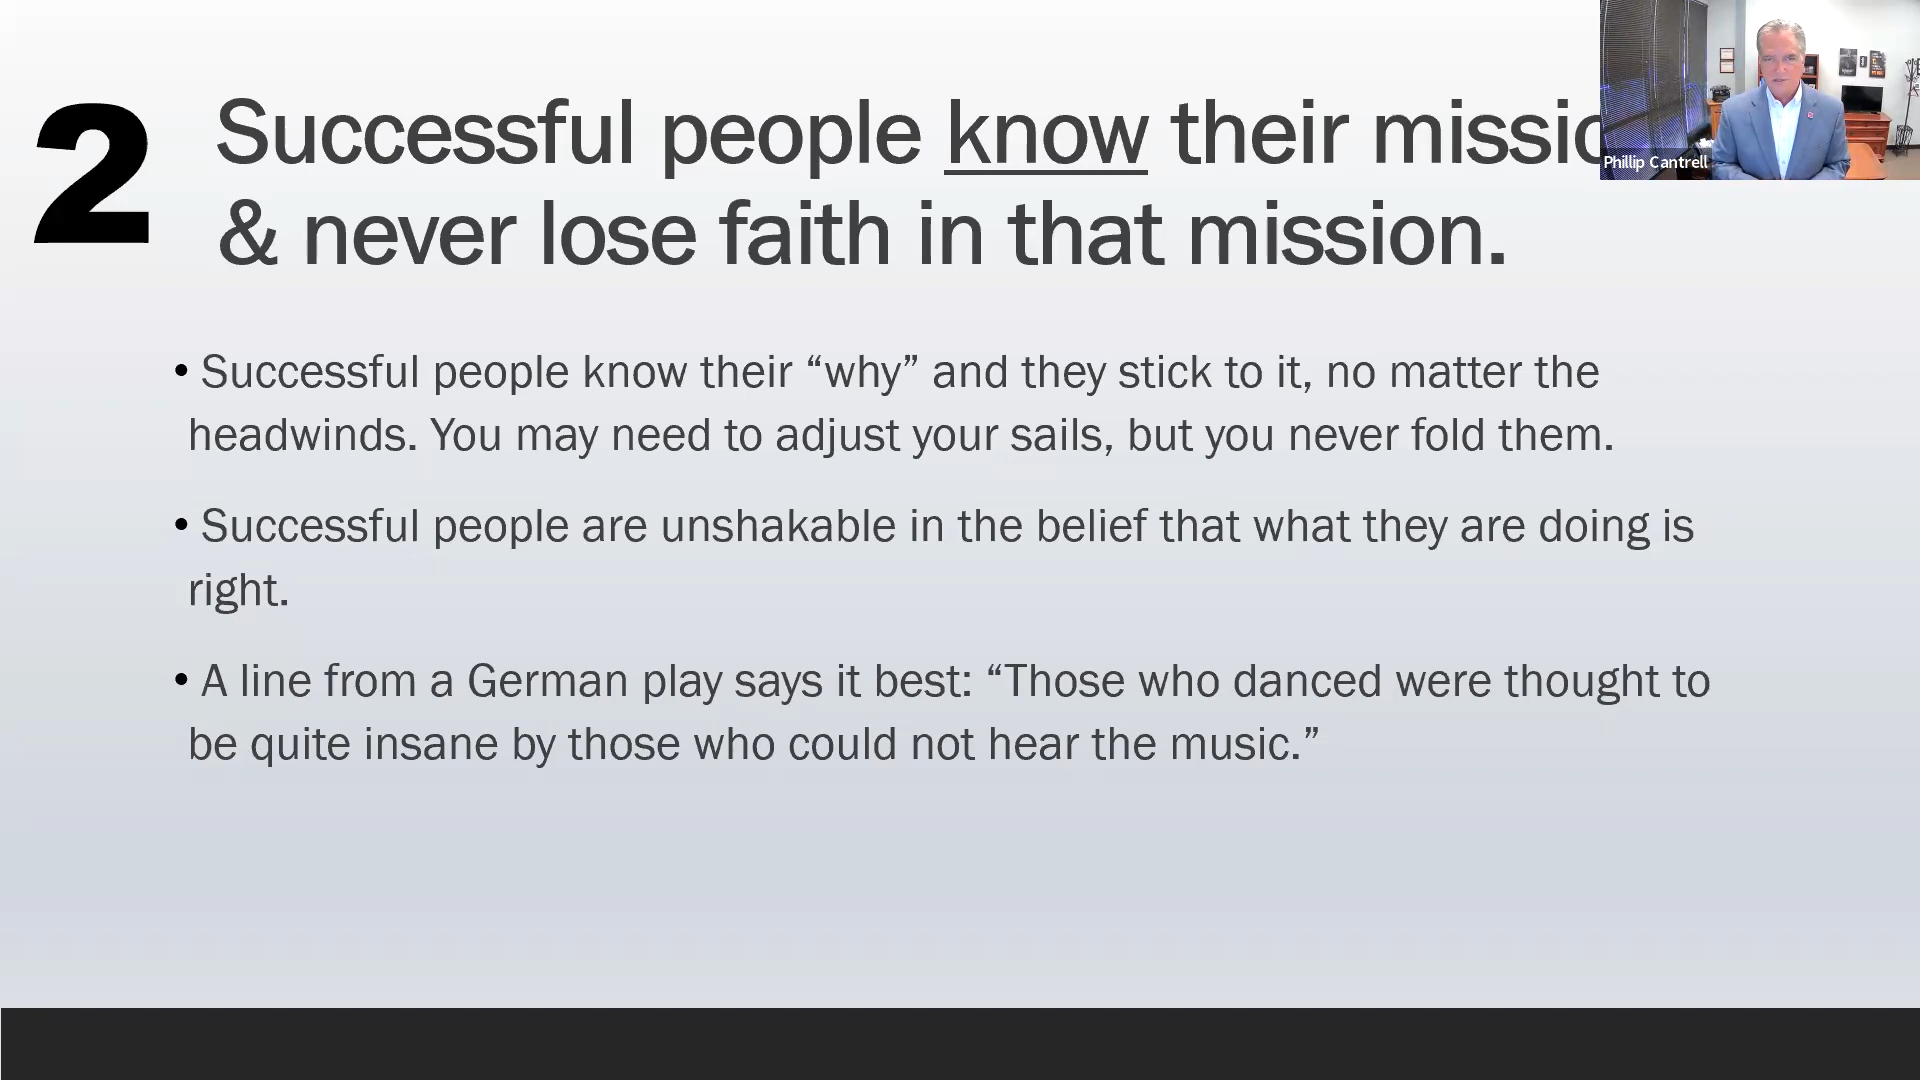 2
Successful people know their missio
& never lose faith in that mission.
Phillip Cantrell
• Successful people know their “why” and they stick to it, no matter the
headwinds. You may need to adjust your sails, but you never fold them.
• Successful people are unshakable in the belief that what they are doing is
right.
• A line from a German play says it best: “Those who danced were thought to
be quite insane by those who could not hear the music.”